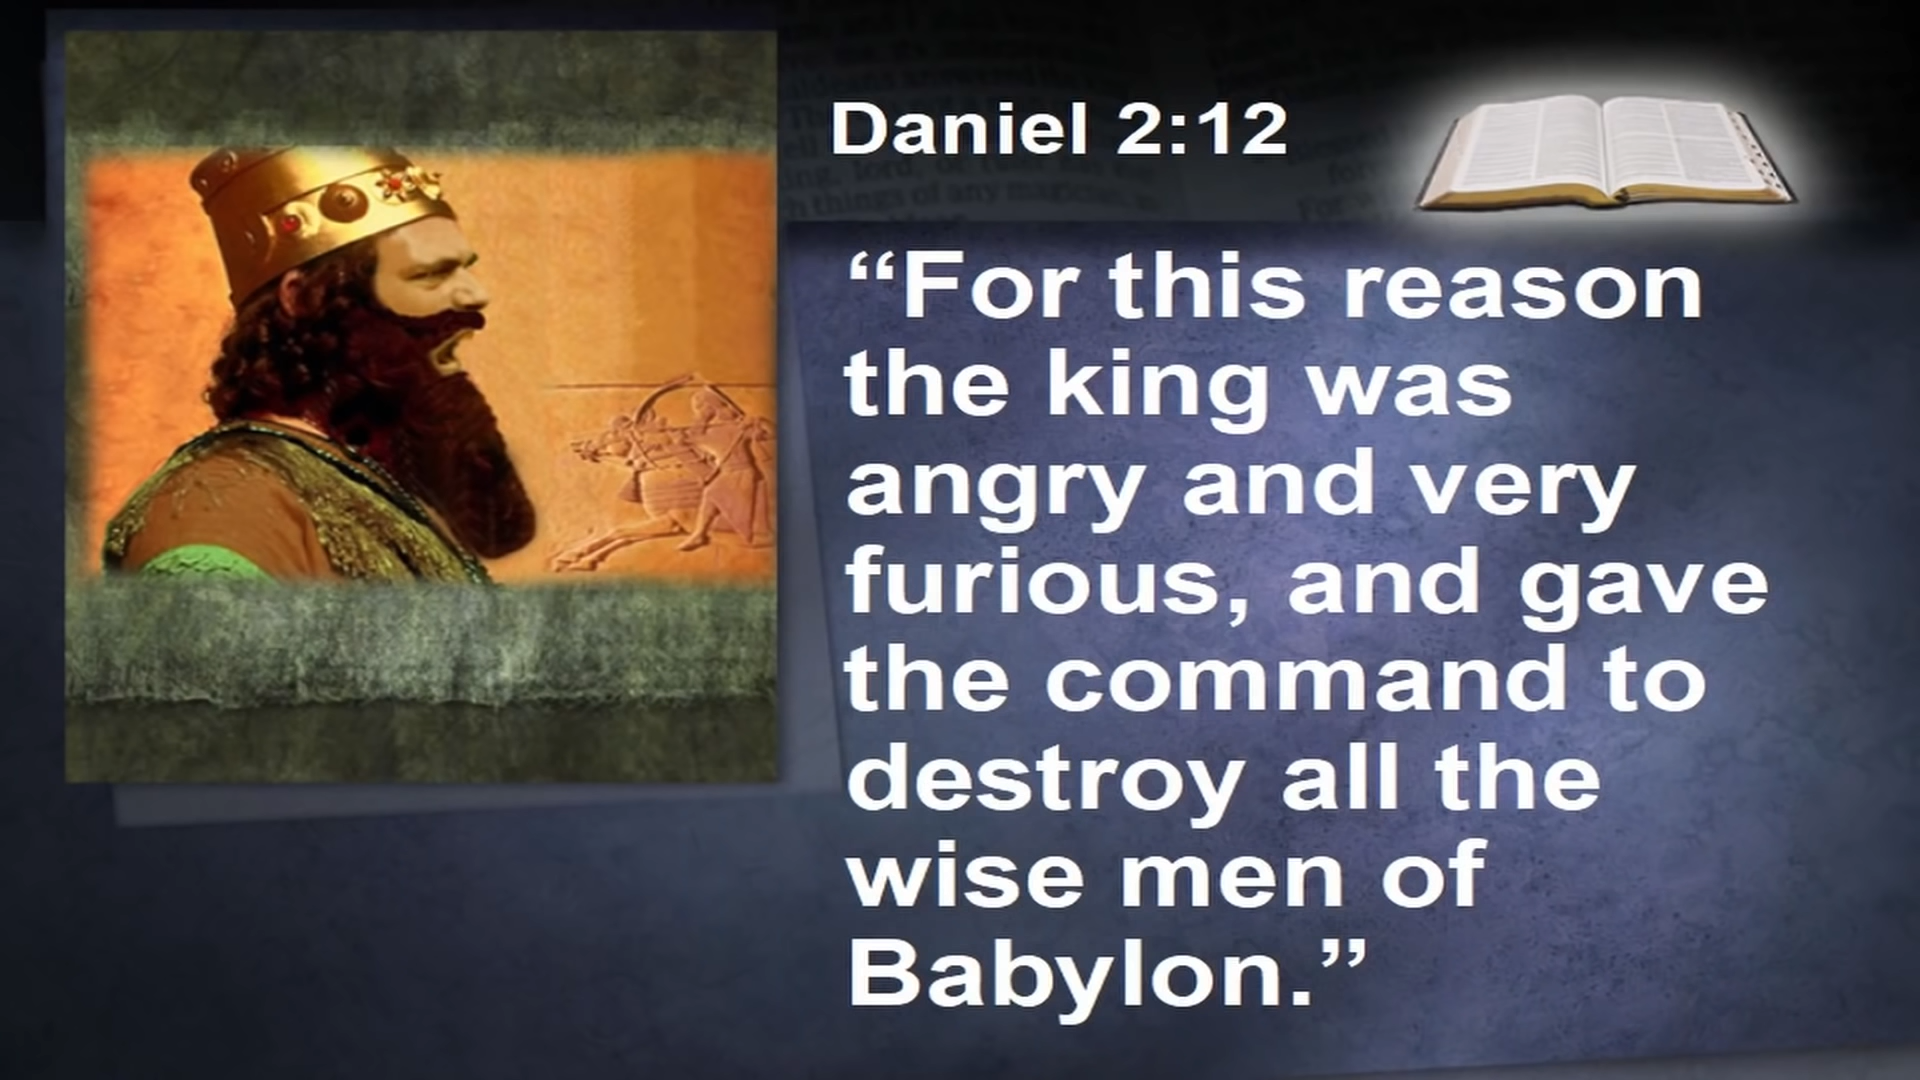 Daniel 2:12
“For this reason
the king was
angry and very
furious, and gave
the command to
destroy all the
wise men of
Babylon.”